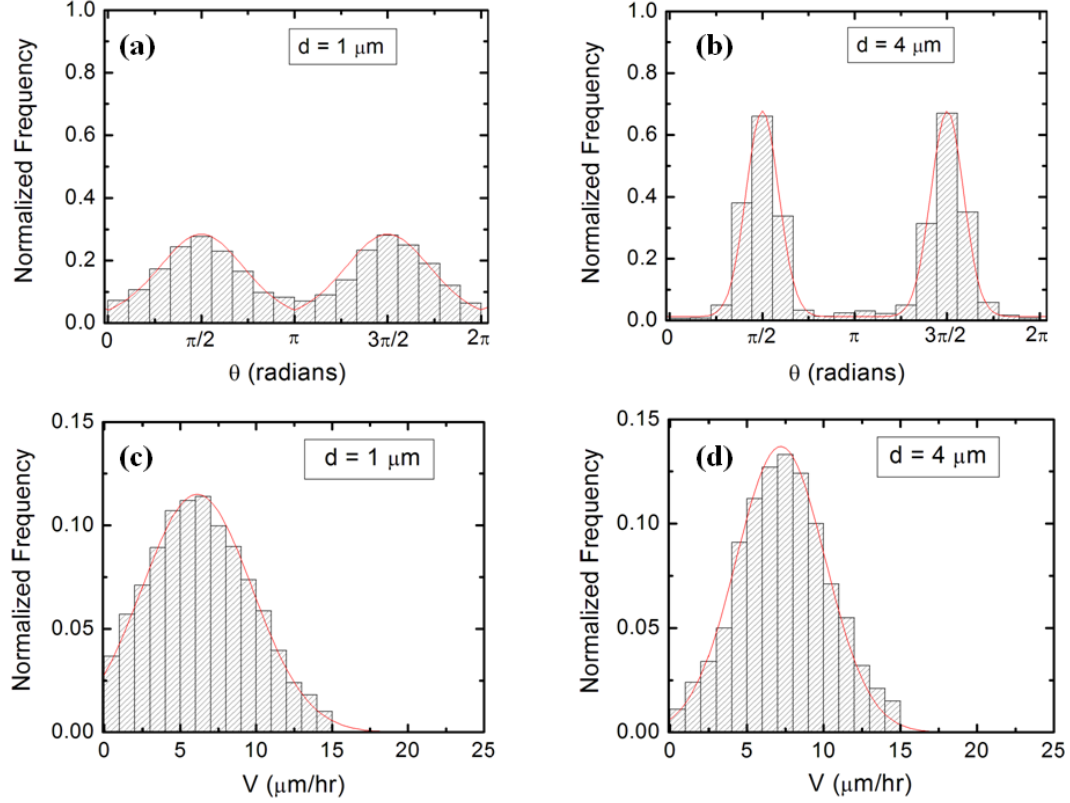 (a)
d = 1 μm
Normalized Frequency
1.0
0.8
0.6
0.4
0.2
0.0
0 π/2 π 3π/2 2π
θ (radians)
(b)
d = 4 μm
Normalized Frequency
1.0
0.8
0.6
0.4
0.2
0.0
0 π/2 π 3π/2 2π
θ (radians)
(c)
d = 1 μm
Normalized Frequency
0.15
0.10
0.05
0.00
0 5 10 15 20 25
V (μm/hr)
(d)
d = 4 μm
Normalized Frequency
0.15
0.10
0.05
0.00
0 5 10 15 20 25
V (μm/hr)